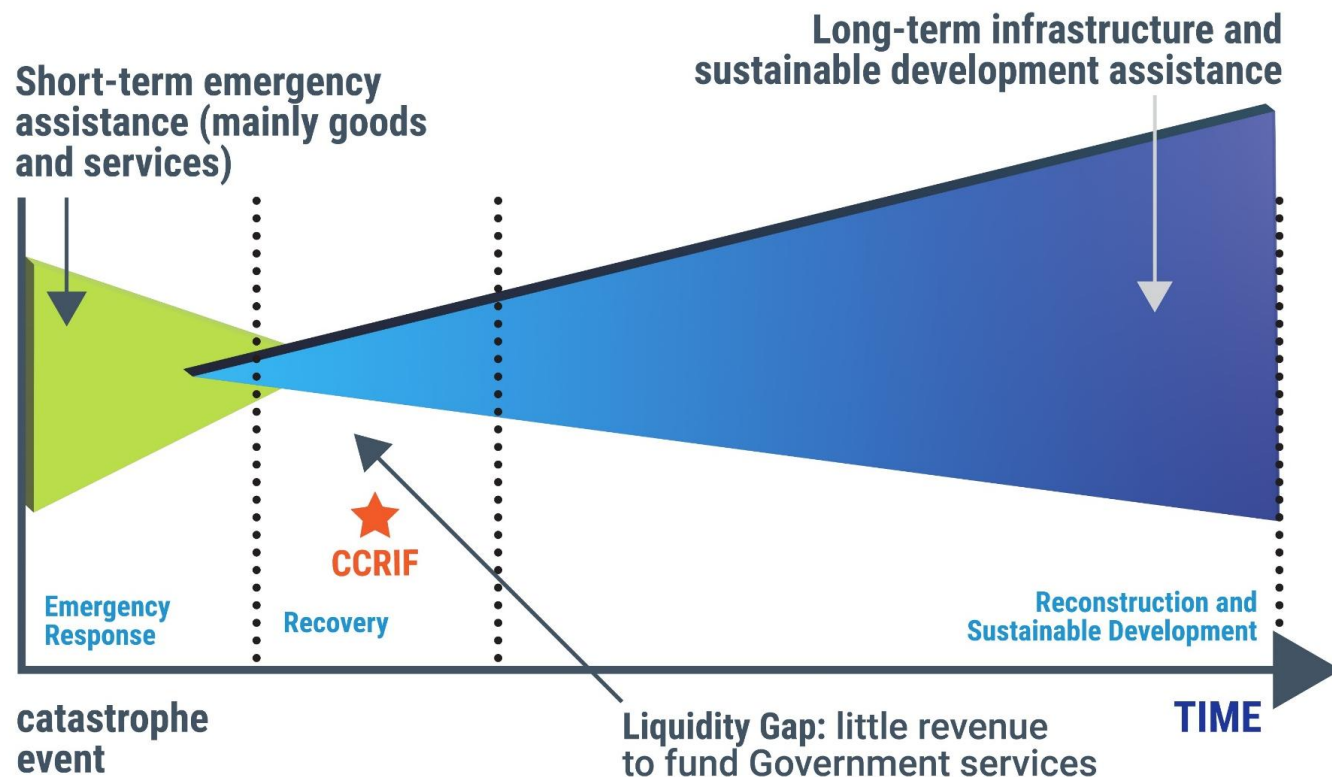 Long-term infrastructure and
sustainable development assistance
Short-term emergency
assistance (mainly goods
and services)
CCRIF
Emergency
Response
Recovery
Reconstruction and
Sustainable Development
catastrophe
event
Liquidity Gap: little revenue
to fund Government services
TIME